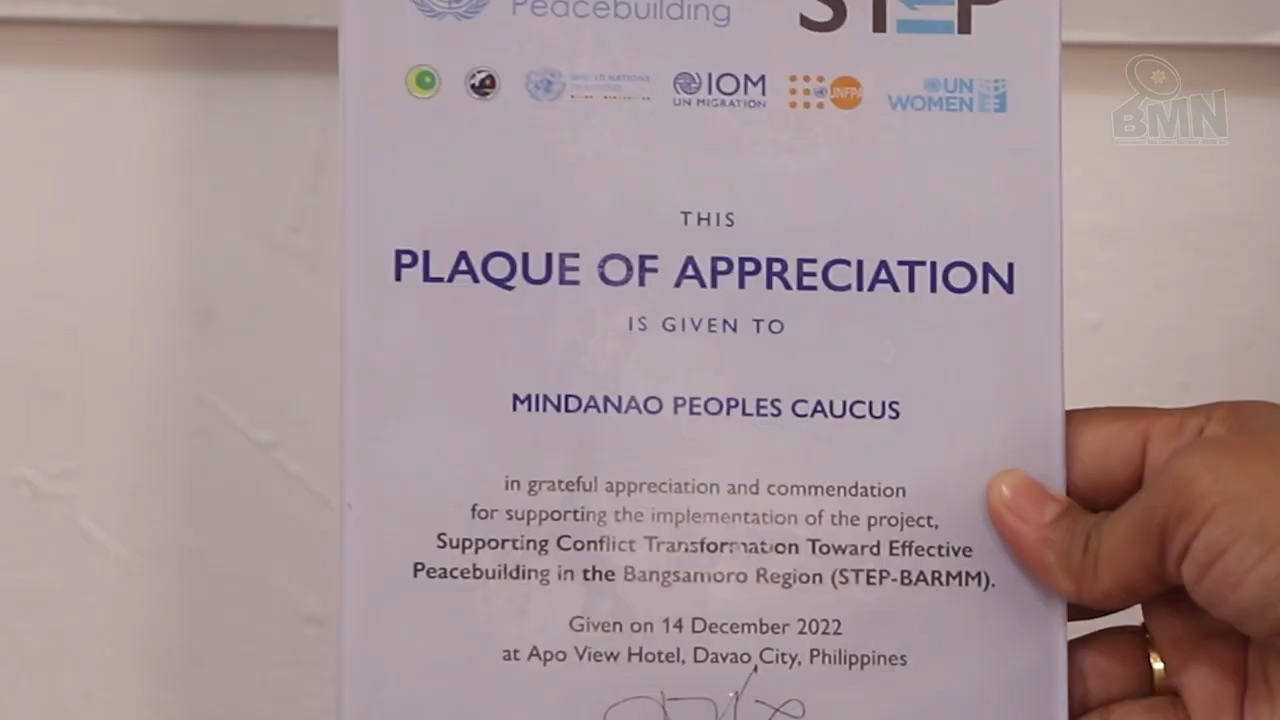 Peacebuilding
STEP
UNITED NATIONS
IOM
UN MIGRATION
UNFPA
UN
WOMEN
BMN
THIS
PLAQUE OF APPRECIATION
IS GIVEN TO
MINDANAO PEOPLES CAUCUS
in grateful appreciation and commendation
for supporting the implementation of the project,
Supporting Conflict Transformation Toward Effective
Peacebuilding in the Bangsamoro Region (STEP-BARMM).
Given on 14 December 2022
at Apo View Hotel, Davao City, Philippines